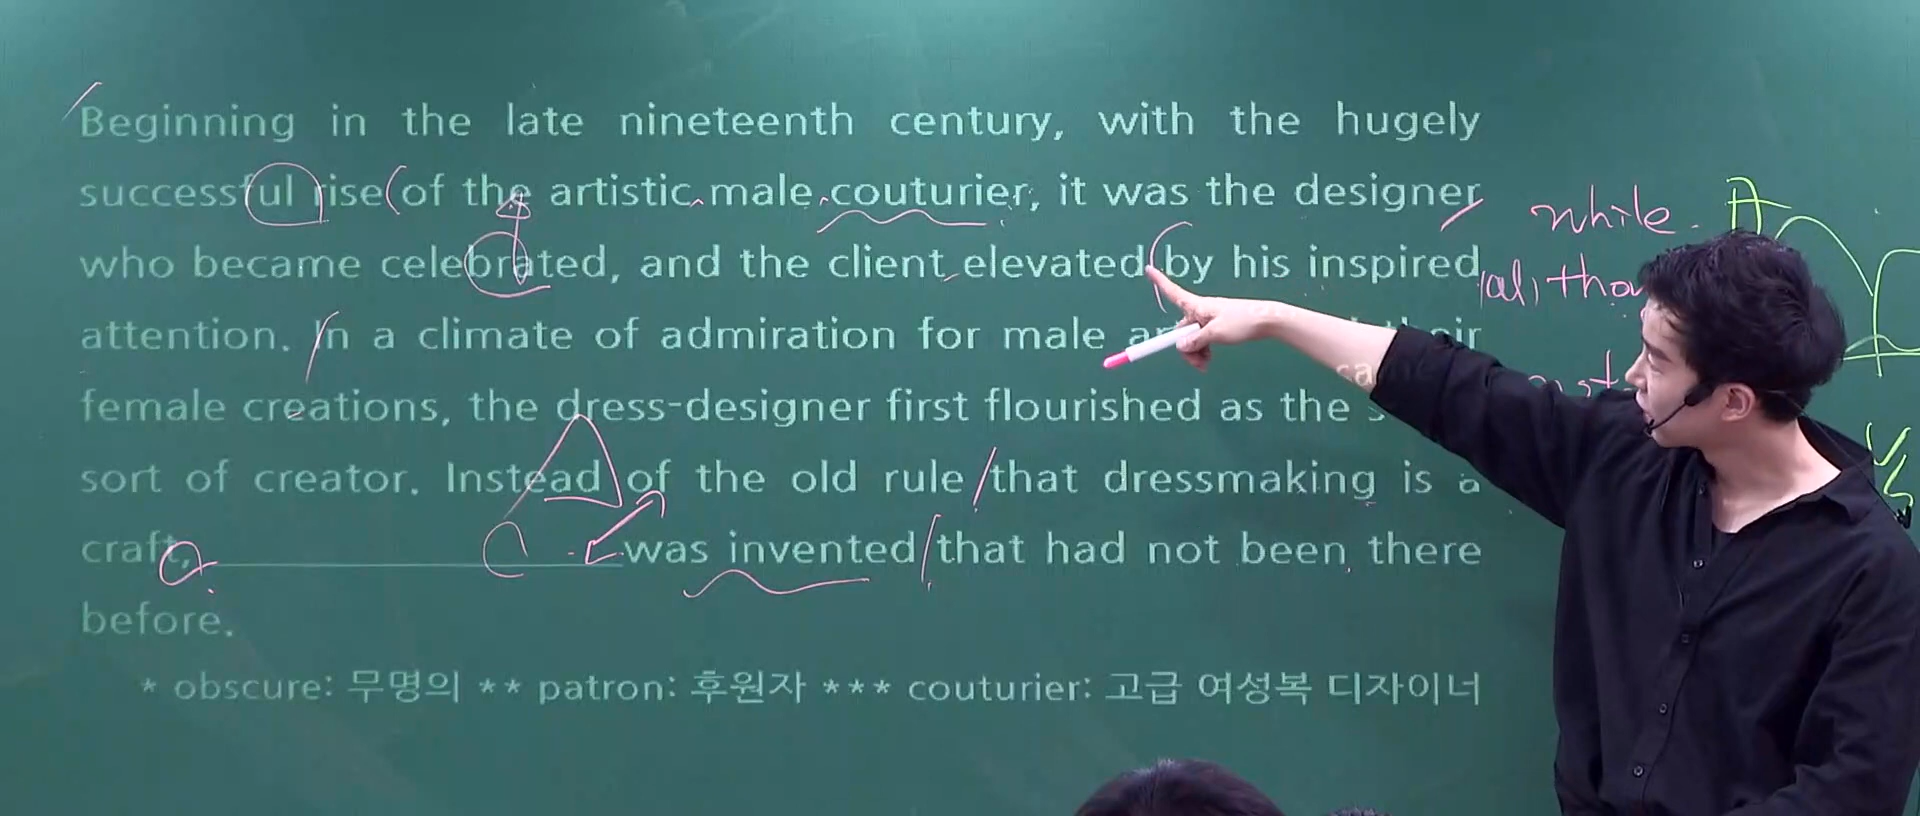 Beginning in the late nineteenth century, with the hugely
successful rise of the artistic male couturier, it was the designer
who became celebrated, and the client elevated by his inspired
attention. In a climate of admiration for male their
female creations, the dress-designer first flourished as the
sort of creator. Instead of the old rule that dressmaking is a
craft, was invented that had not been there
before.
* obscure: 무명의 ** patron: 후원자 *** couturier: 고급 여성복 디자이너
while